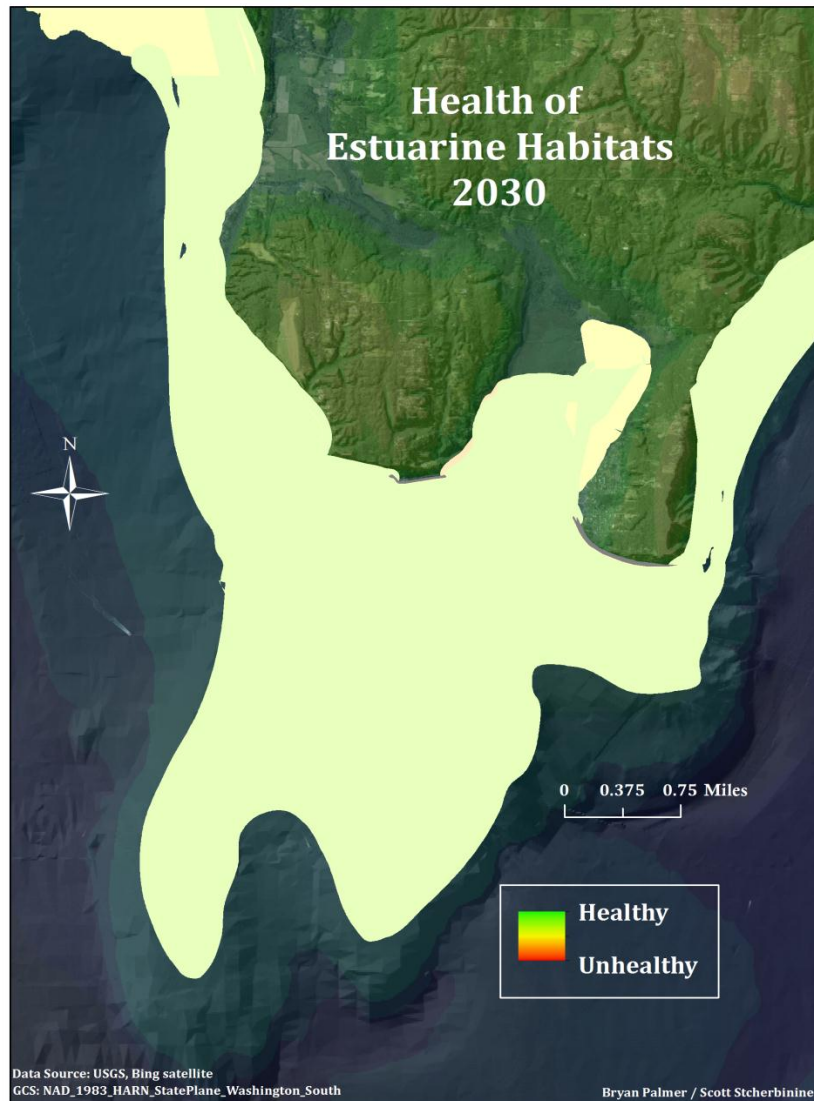 Health of
Estuarine Habitats
2030
N
0 0.375 0.75 Miles
Healthy
Unhealthy
Data Source: USGS, Bing satellite
GCS: NAD_1983_HARN_StatePlane_Washington_South
Bryan Palmer / Scott Stcherbinine